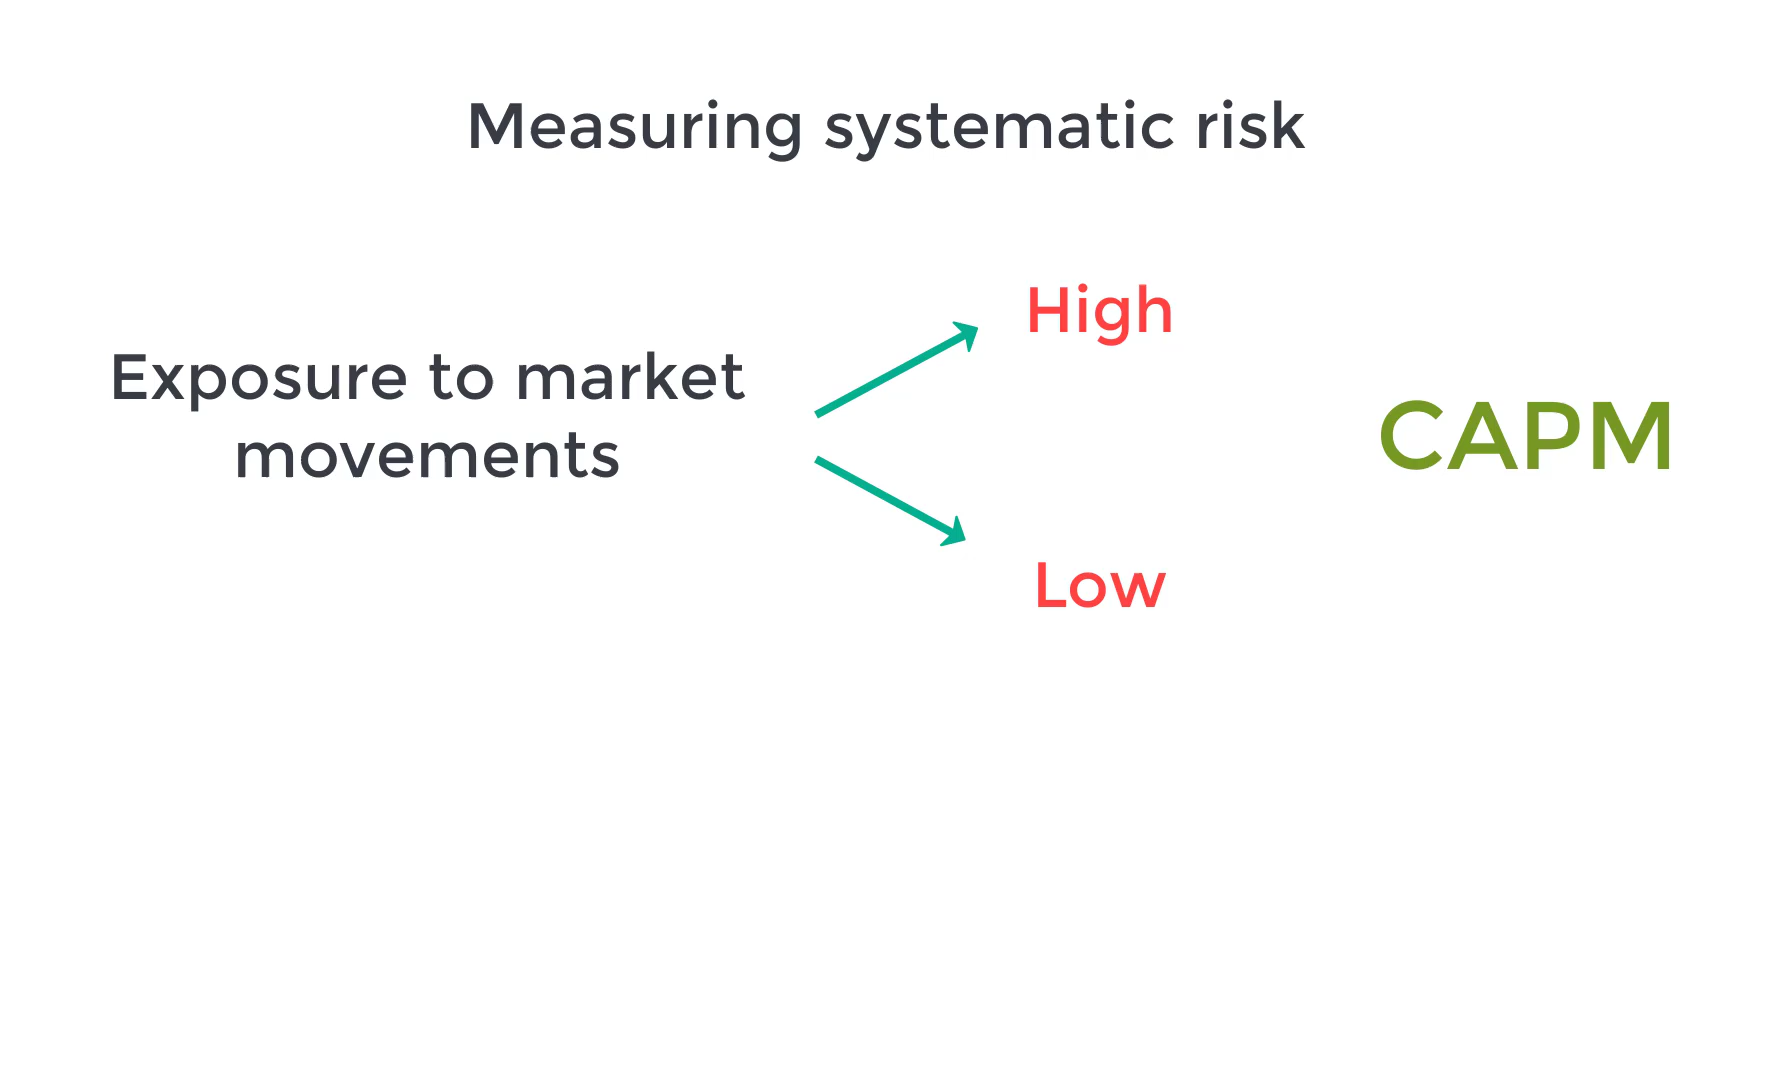 Measuring systematic risk
High
Exposure to market
movements
CAPM
Low